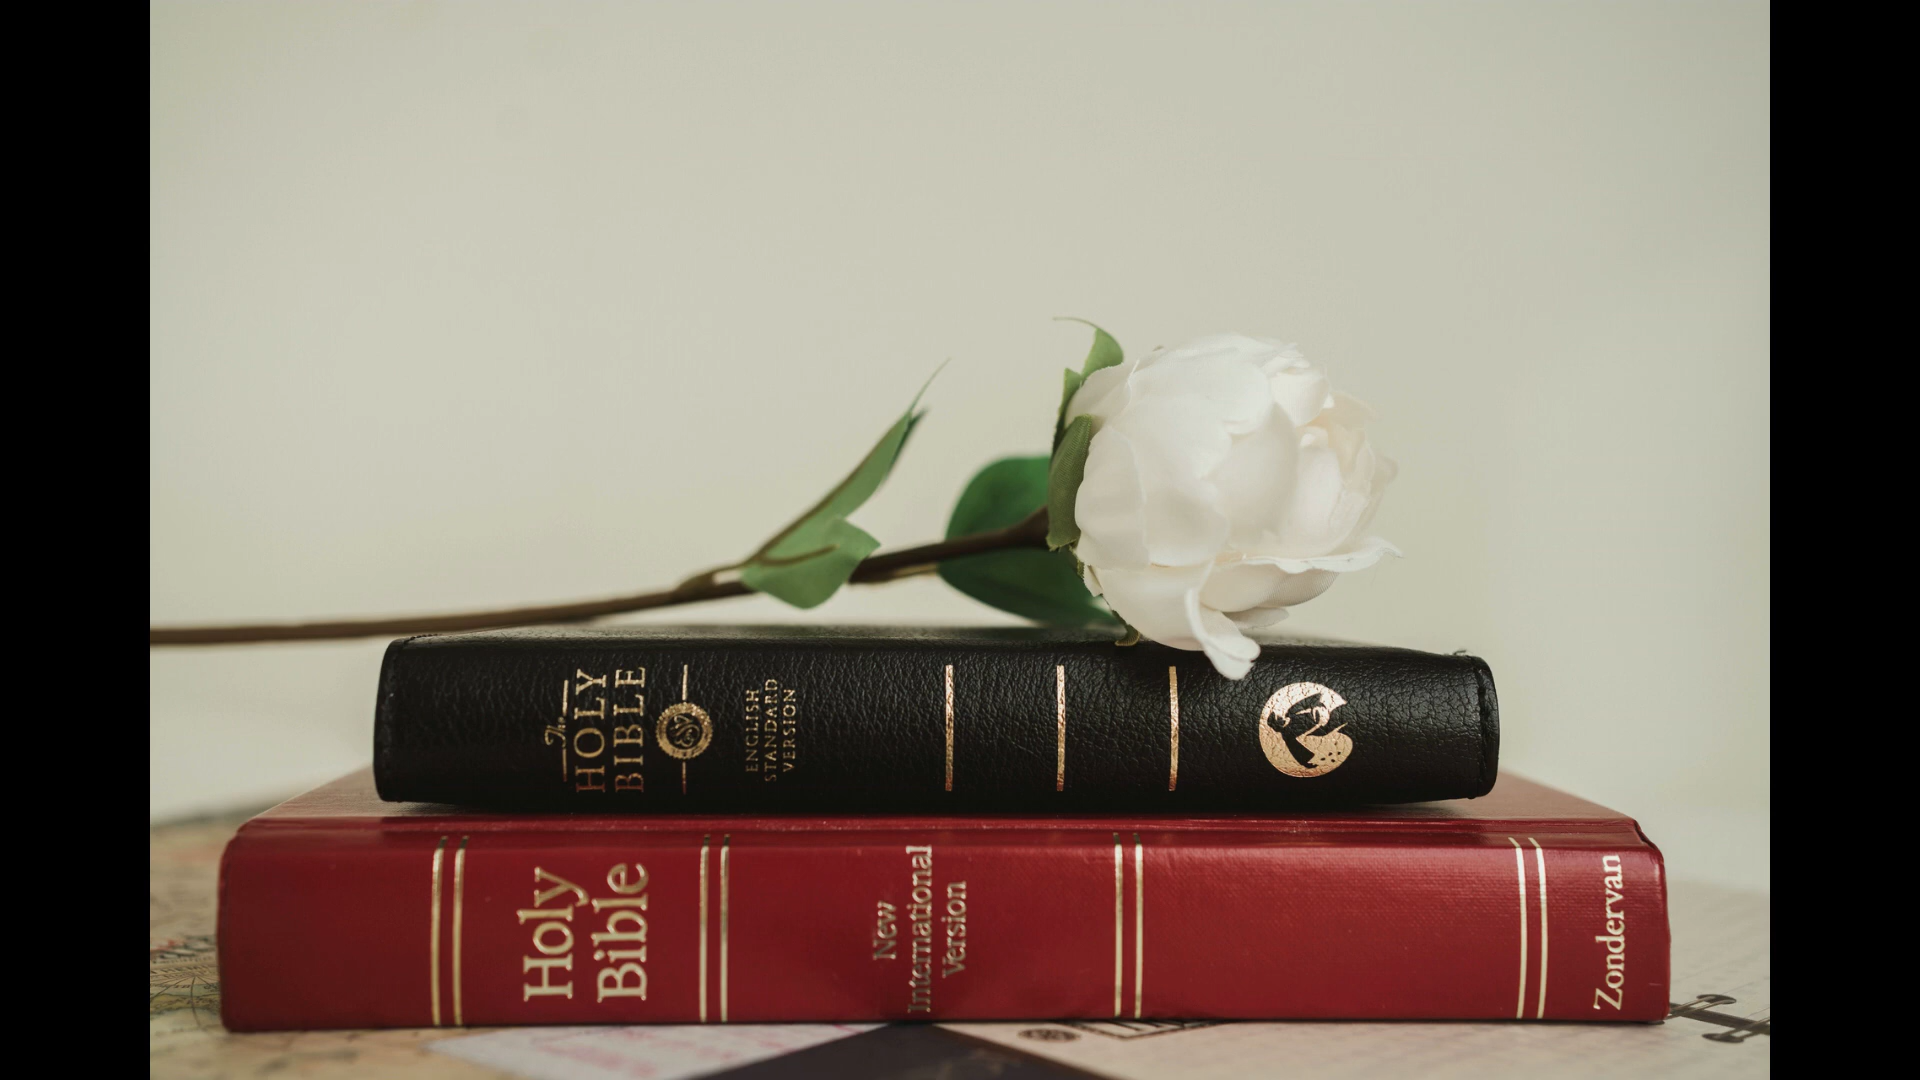 The
HOLY
BIBLE
ESV
ENGLISH
STANDARD
VERSION
Holy
Bible
New
International
Version
Zondervan